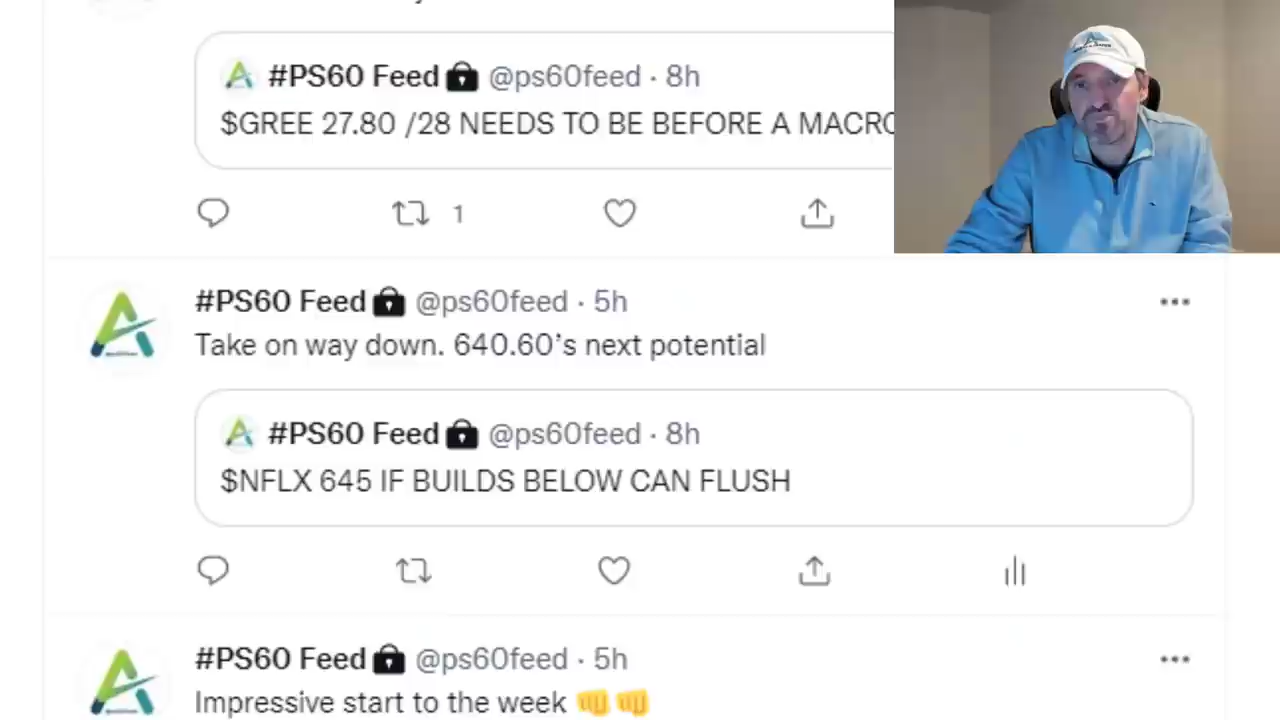 #PS60 Feed @ps60feed · 8h
$GREE 27.80 /28 NEEDS TO BE BEFORE A MACRO
1
#PS60 Feed @ps60feed · 5h
Take on way down. 640.60's next potential
#PS60 Feed @ps60feed · 8h
$NFLX 645 IF BUILDS BELOW CAN FLUSH
#PS60 Feed @ps60feed · 5h
Impressive start to the week 👊👊